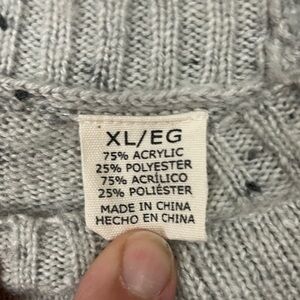 XL/EG
75% ACRYLIC
25% POLYESTER
75% ACRÍLICO
25% POLIÉSTER
MADE IN CHINA
HECHO EN CHINA